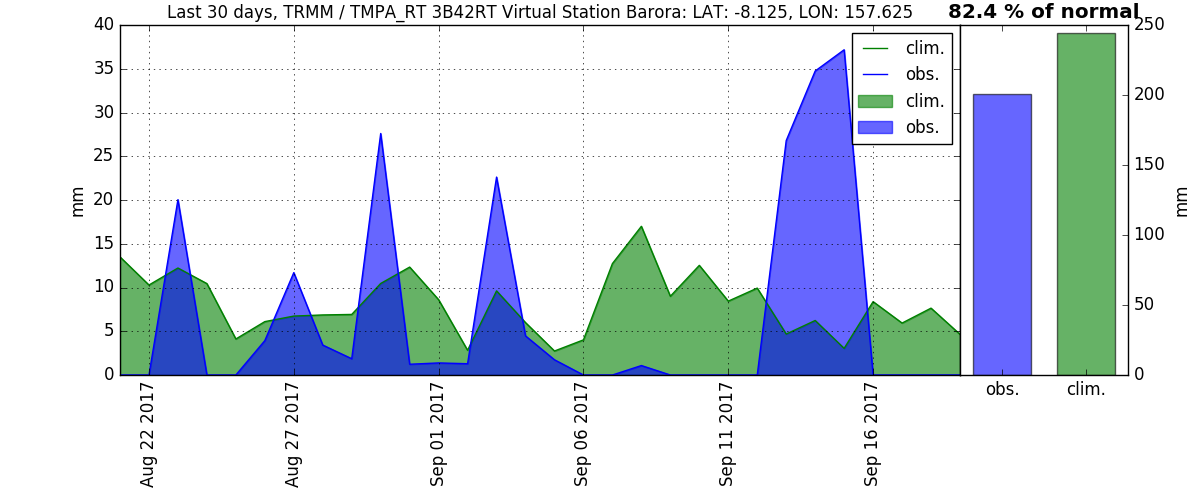 Last 30 days, TRMM / TMPA_RT 3B42RT Virtual Station Barora: LAT: -8.125, LON: 157.625
82.4 % of normal
40
35
30
25
20
15
10
5
0
mm
clim.
obs.
clim.
obs.
Aug 22 2017
Aug 27 2017
Sep 01 2017
Sep 06 2017
Sep 11 2017
Sep 16 2017
250
200
150
100
50
0
mm
obs.
clim.